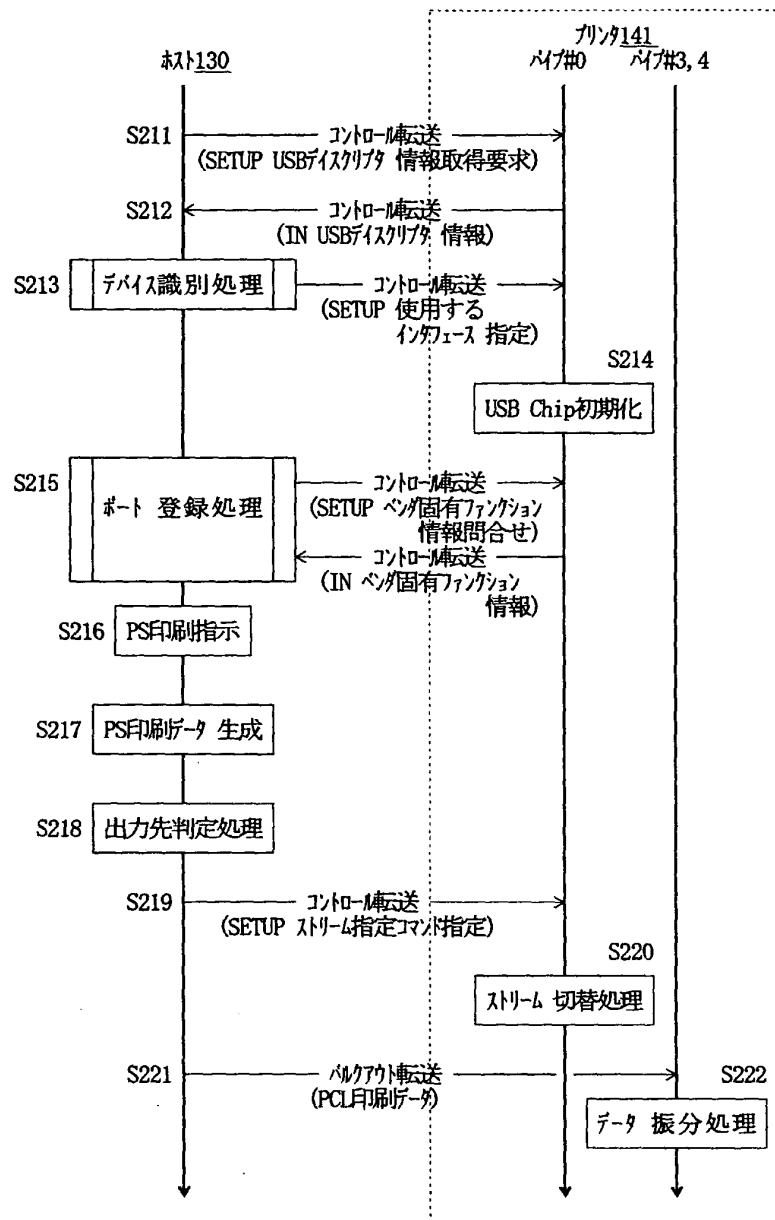 プリンタ141
ホスト130
パイプ#0 パイプ#3,4
S211 コントロール転送
(SETUP USBディスクリプタ 情報取得要求)
S212 コントロール転送
(IN USBディスクリプタ 情報)
S213 デバイス識別処理 コントロール転送
(SETUP 使用する
インタフェース 指定)
S214
USB Chip初期化
S215 ポート 登録処理 コントロール転送
(SETUP ベンダ固有ファンクション
情報問合せ)
コントロール転送
(IN ベンダ固有ファンクション
情報)
S216 PS印刷指示
S217 PS印刷データ 生成
S218 出力先判定処理
S219 コントロール転送
(SETUP ストリーム指定コマンド指定)
S220
ストリーム 切替処理
S221 バルクアウト転送 S222
(PCL印刷データ)
データ 振分処理